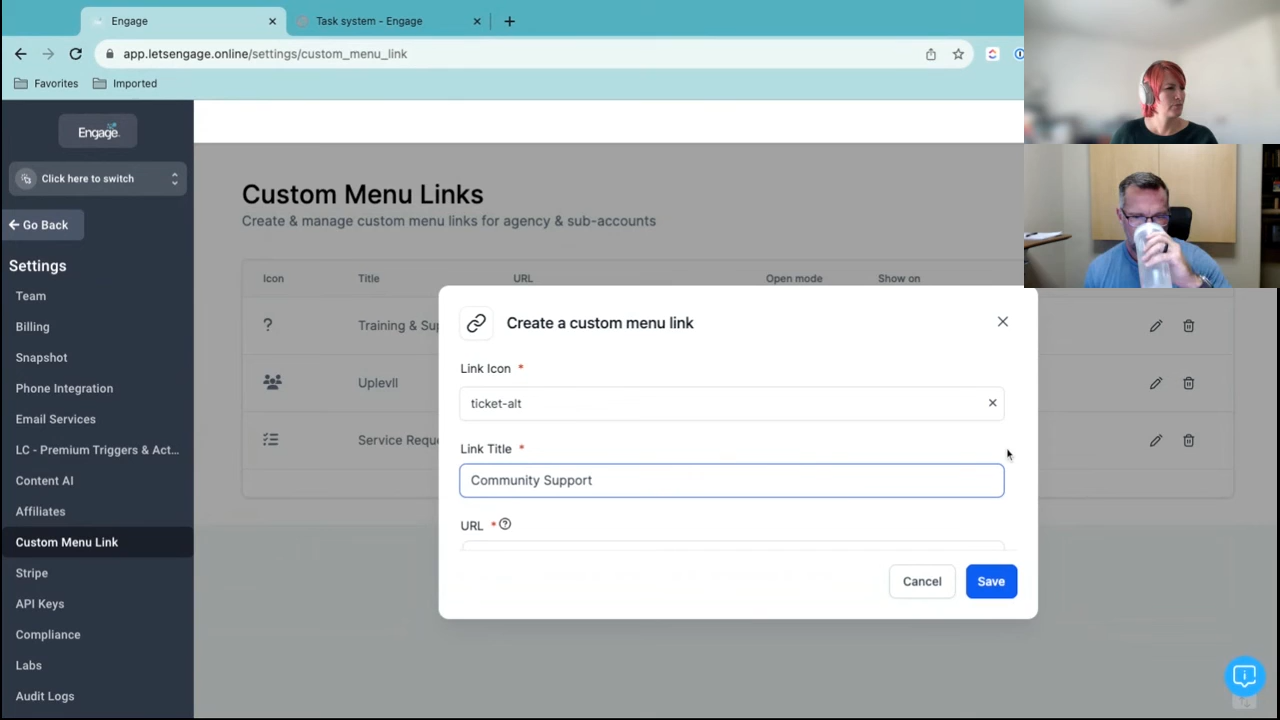 Engage
Task system - Engage
app.letsengage.online/settings/custom_menu_link
Favorites
Imported
Engage
Click here to switch
Go Back
Settings
Team
Billing
Snapshot
Phone Integration
Email Services
LC - Premium Triggers & Act...
Content AI
Affiliates
Custom Menu Link
Stripe
API Keys
Compliance
Labs
Audit Logs
Custom Menu Links
Create & manage custom menu links for agency & sub-accounts
Icon Title URL Open mode Show on
Training & Su
Uplevll
Service Reque
Create a custom menu link
Link Icon *
ticket-alt
Link Title *
Community Support
URL *
Cancel Save